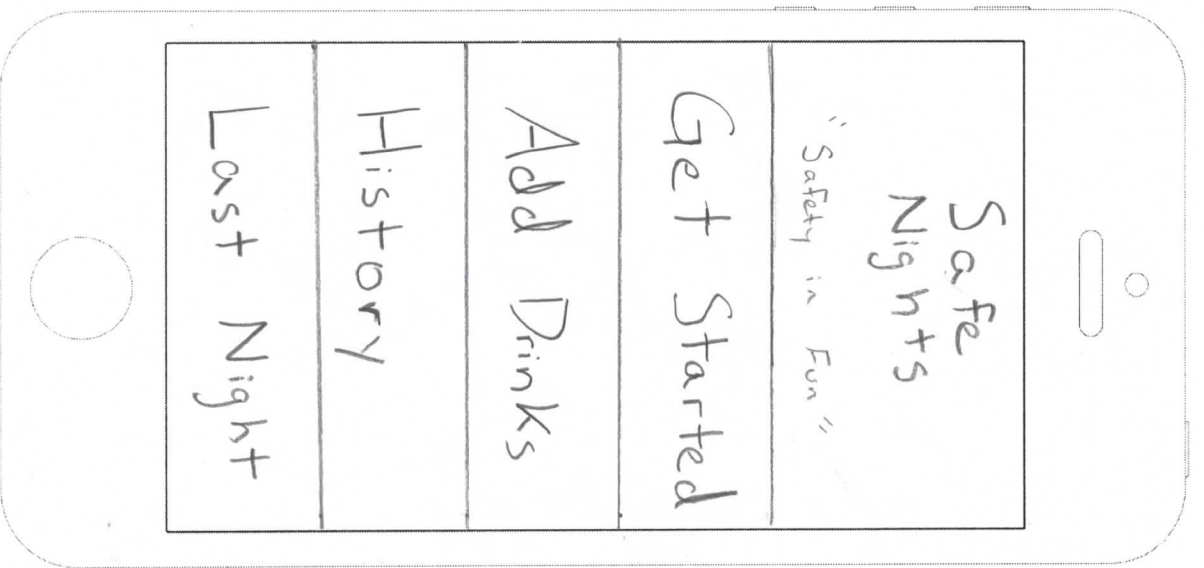 Safe
Nights
"Safety in Fun"
Get Started
Add Drinks
History
Last Night